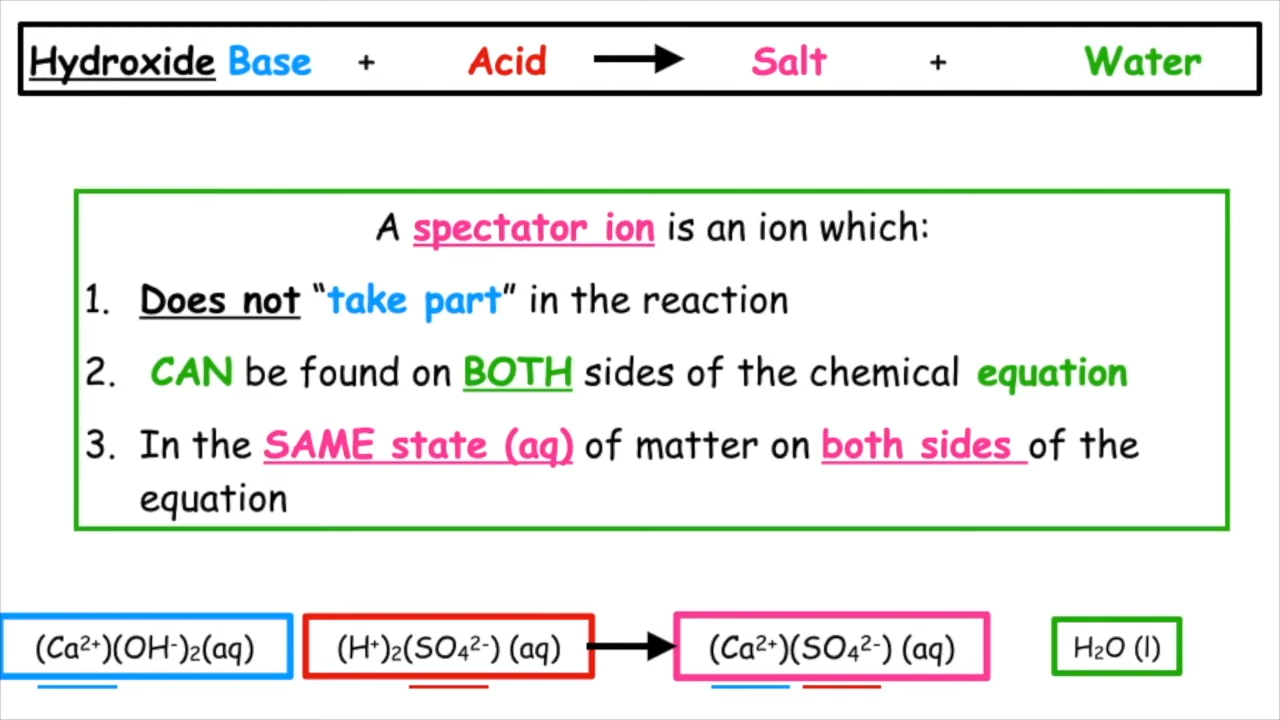 Hydroxide Base + Acid → Salt + Water
A spectator ion is an ion which:
1. Does not “take part” in the reaction
2. CAN be found on BOTH sides of the chemical equation
3. In the SAME state (aq) of matter on both sides of the
equation
(Ca²⁺)(OH⁻)₂(aq) (H⁺)₂(SO₄²⁻) (aq) → (Ca²⁺)(SO₄²⁻) (aq) H₂O (l)